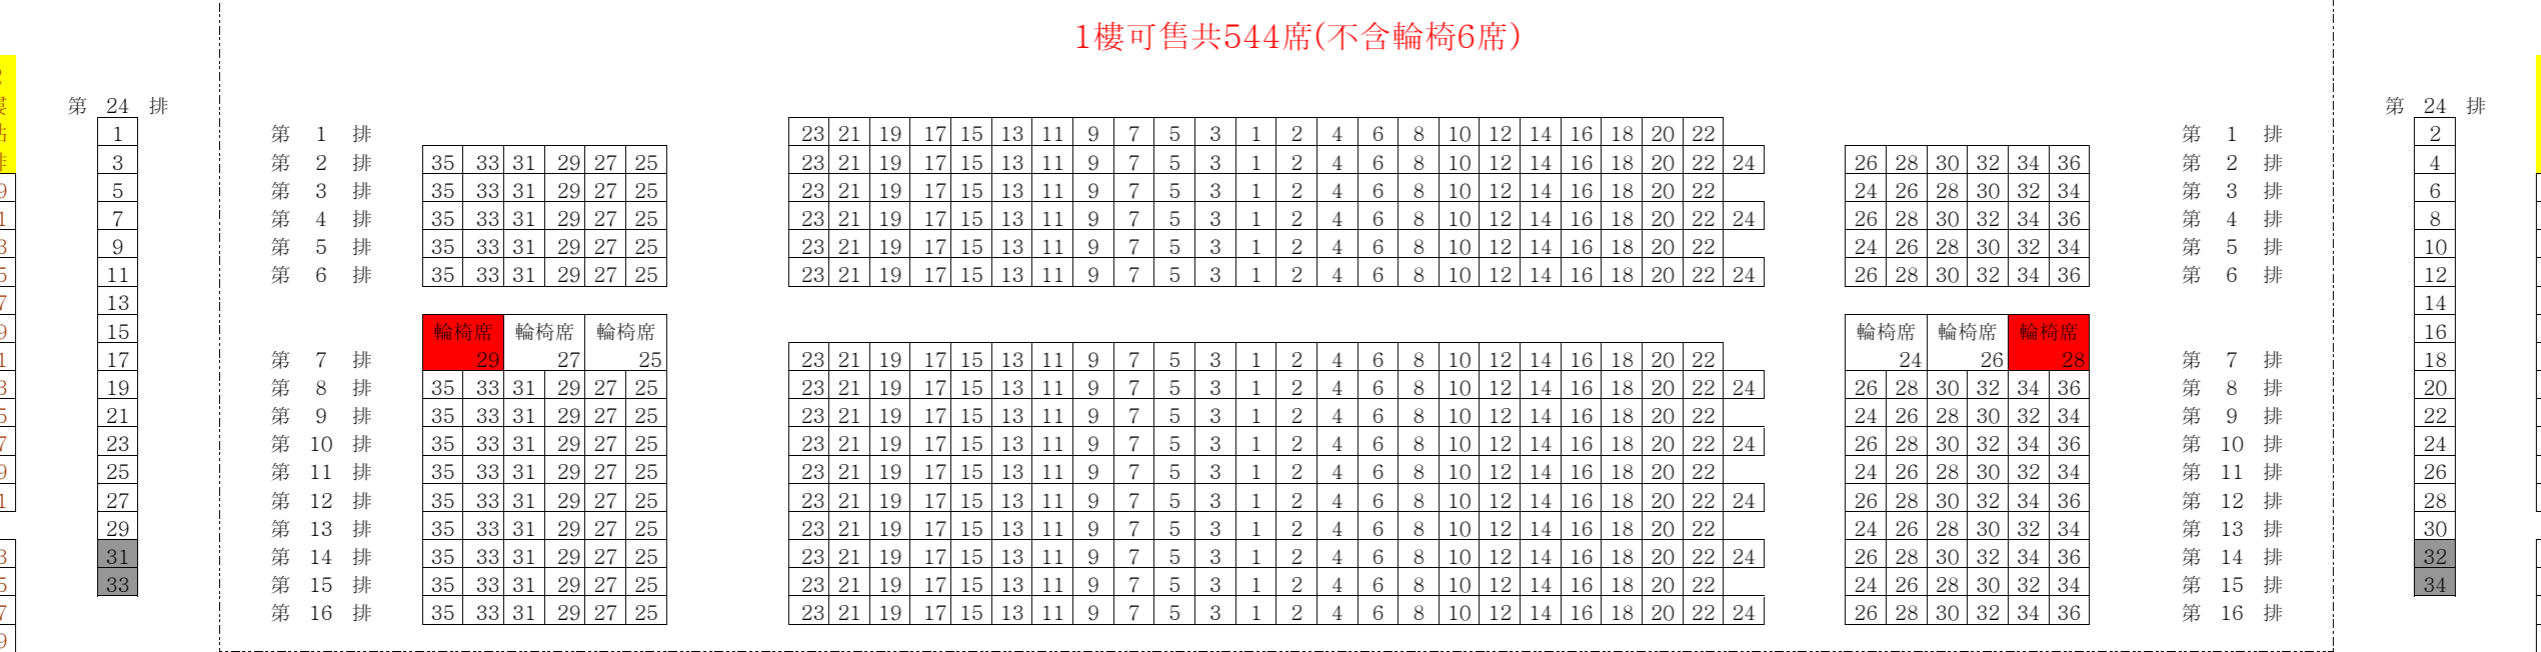 1樓可售共544席(不含輪椅6席)
第 24 排 第 24 排
1 第 1 排 23 21 19 17 15 13 11 9 7 5 3 1 2 4 6 8 10 12 14 16 18 20 22 第 1 排 2
3 第 2 排 35 33 31 29 27 25 23 21 19 17 15 13 11 9 7 5 3 1 2 4 6 8 10 12 14 16 18 20 22 24 26 28 30 32 34 36 第 2 排 4
5 第 3 排 35 33 31 29 27 25 23 21 19 17 15 13 11 9 7 5 3 1 2 4 6 8 10 12 14 16 18 20 22 24 26 28 30 32 34 第 3 排 6
7 第 4 排 35 33 31 29 27 25 23 21 19 17 15 13 11 9 7 5 3 1 2 4 6 8 10 12 14 16 18 20 22 24 26 28 30 32 34 36 第 4 排 8
9 第 5 排 35 33 31 29 27 25 23 21 19 17 15 13 11 9 7 5 3 1 2 4 6 8 10 12 14 16 18 20 22 24 26 28 30 32 34 第 5 排 10
11 第 6 排 35 33 31 29 27 25 23 21 19 17 15 13 11 9 7 5 3 1 2 4 6 8 10 12 14 16 18 20 22 24 26 28 30 32 34 36 第 6 排 12
13 14
15 輪椅席 輪椅席 輪椅席 輪椅席 輪椅席 輪椅席 16
17 第 7 排 29 27 25 23 21 19 17 15 13 11 9 7 5 3 1 2 4 6 8 10 12 14 16 18 20 22 24 26 28 第 7 排 18
19 第 8 排 35 33 31 29 27 25 23 21 19 17 15 13 11 9 7 5 3 1 2 4 6 8 10 12 14 16 18 20 22 24 26 28 30 32 34 36 第 8 排 20
21 第 9 排 35 33 31 29 27 25 23 21 19 17 15 13 11 9 7 5 3 1 2 4 6 8 10 12 14 16 18 20 22 24 26 28 30 32 34 第 9 排 22
23 第 10 排 35 33 31 29 27 25 23 21 19 17 15 13 11 9 7 5 3 1 2 4 6 8 10 12 14 16 18 20 22 24 26 28 30 32 34 36 第 10 排 24
25 第 11 排 35 33 31 29 27 25 23 21 19 17 15 13 11 9 7 5 3 1 2 4 6 8 10 12 14 16 18 20 22 24 26 28 30 32 34 第 11 排 26
27 第 12 排 35 33 31 29 27 25 23 21 19 17 15 13 11 9 7 5 3 1 2 4 6 8 10 12 14 16 18 20 22 24 26 28 30 32 34 36 第 12 排 28
29 第 13 排 35 33 31 29 27 25 23 21 19 17 15 13 11 9 7 5 3 1 2 4 6 8 10 12 14 16 18 20 22 24 26 28 30 32 34 第 13 排 30
31 第 14 排 35 33 31 29 27 25 23 21 19 17 15 13 11 9 7 5 3 1 2 4 6 8 10 12 14 16 18 20 22 24 26 28 30 32 34 36 第 14 排 32
33 第 15 排 35 33 31 29 27 25 23 21 19 17 15 13 11 9 7 5 3 1 2 4 6 8 10 12 14 16 18 20 22 24 26 28 30 32 34 第 15 排 34
第 16 排 35 33 31 29 27 25 23 21 19 17 15 13 11 9 7 5 3 1 2 4 6 8 10 12 14 16 18 20 22 24 26 28 30 32 34 36 第 16 排